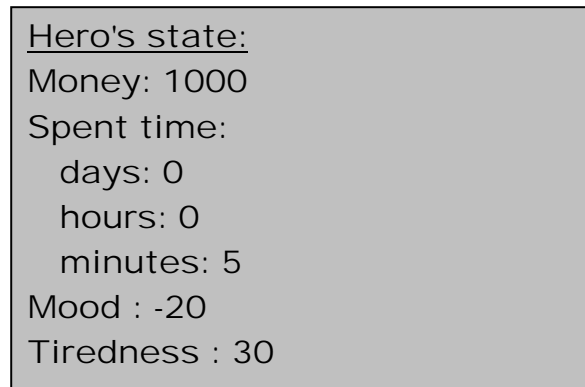 Hero's state:
Money: 1000
Spent time:
days: 0
hours: 0
minutes: 5
Mood : -20
Tiredness : 30